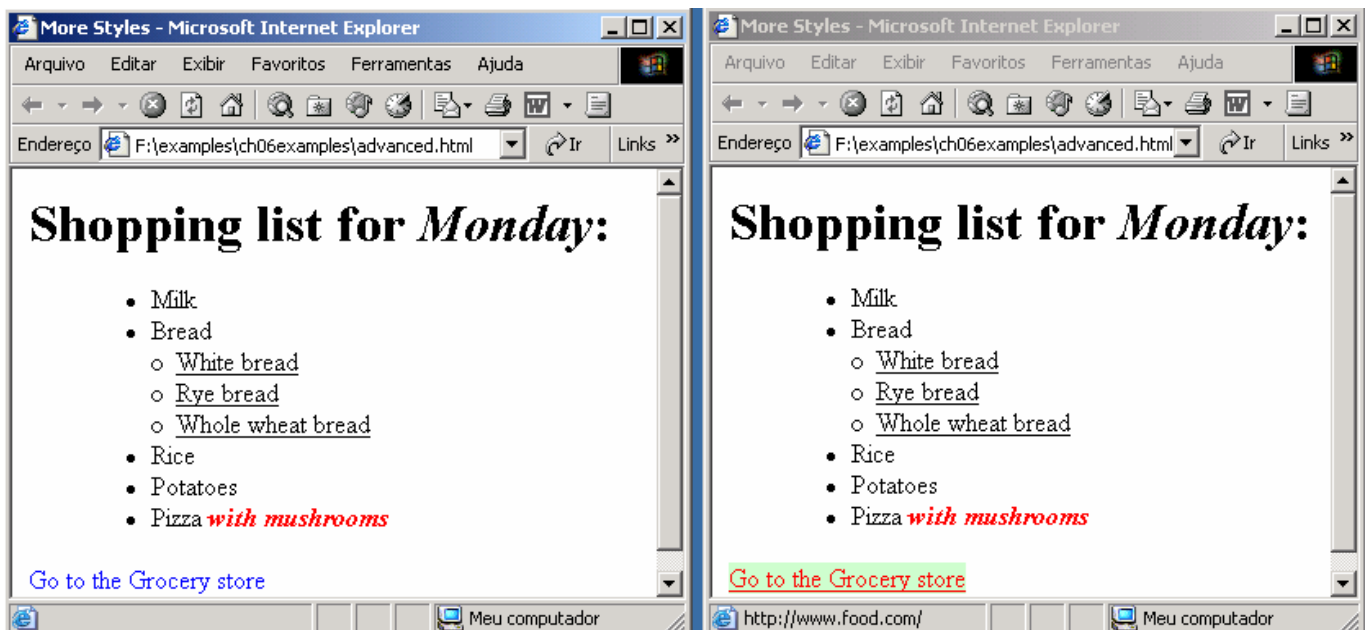 More Styles - Microsoft Internet Explorer
Arquivo Editar Exibir Favoritos Ferramentas Ajuda
Endereço F:\examples\ch06examples\advanced.html Ir Links »
Shopping list for Monday:
• Milk
• Bread
o White bread
o Rye bread
o Whole wheat bread
• Rice
• Potatoes
• Pizza with mushrooms
Go to the Grocery store
Meu computador
More Styles - Microsoft Internet Explorer
Arquivo Editar Exibir Favoritos Ferramentas Ajuda
Endereço F:\examples\ch06examples\advanced.html Ir Links »
Shopping list for Monday:
• Milk
• Bread
o White bread
o Rye bread
o Whole wheat bread
• Rice
• Potatoes
• Pizza with mushrooms
Go to the Grocery store
http://www.food.com/ Meu computador